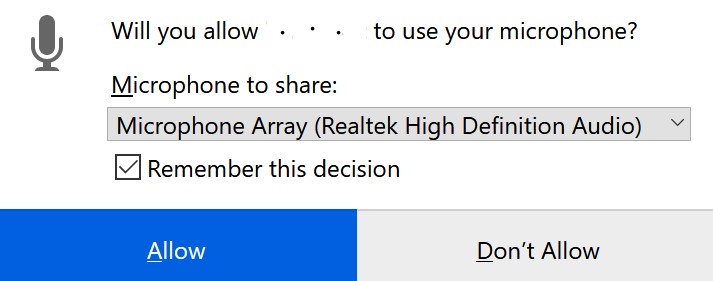 Will you allow to use your microphone?
Microphone to share:
Microphone Array (Realtek High Definition Audio)
Remember this decision
Allow
Don't Allow